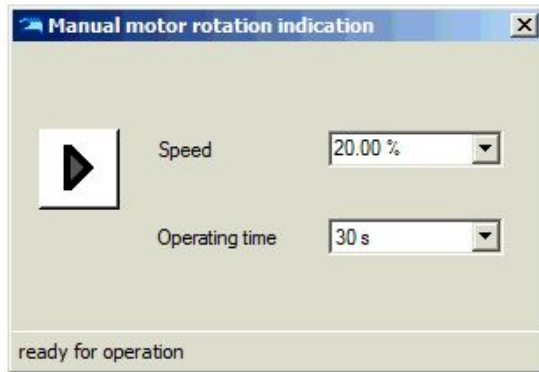 Manual motor rotation indication
Speed
20.00 %
Operating time
30 s
ready for operation